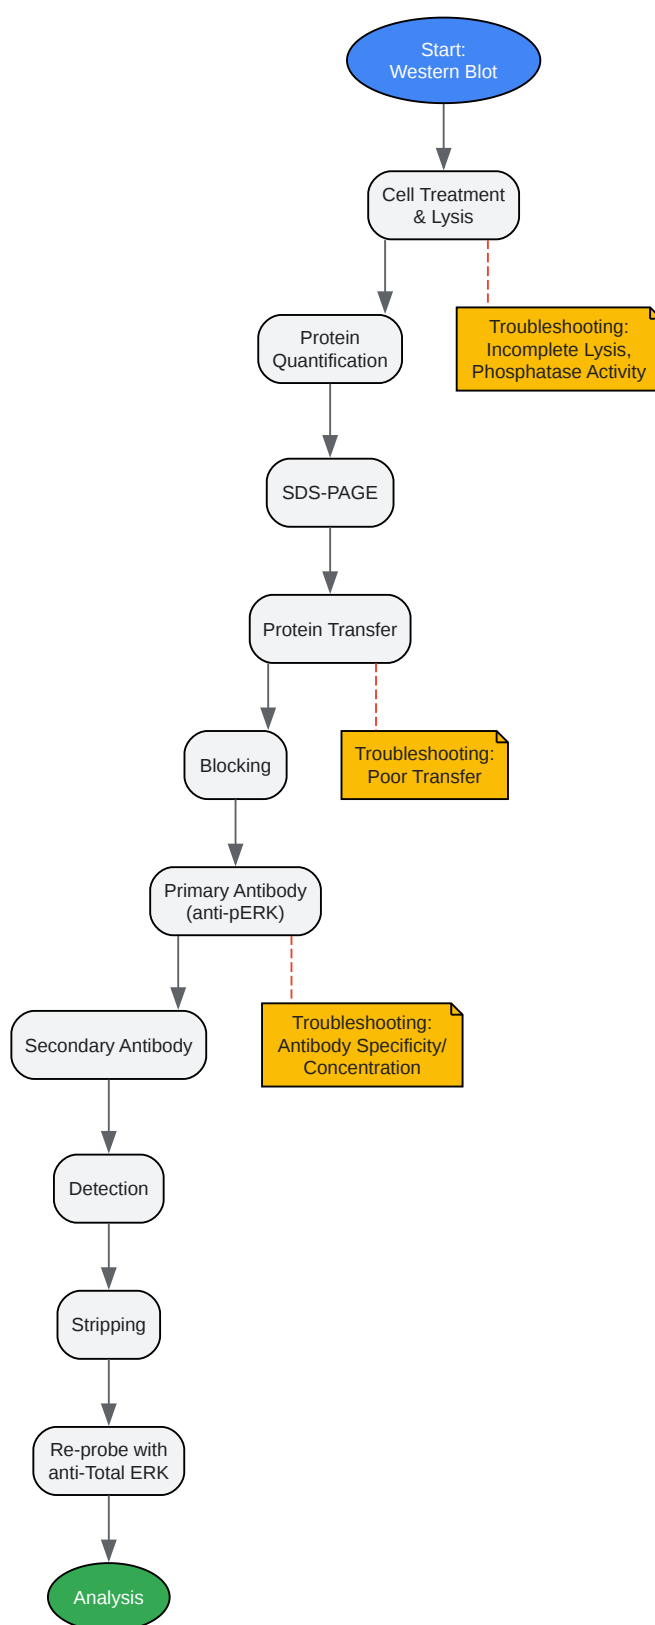 Start:
Western Blot
Cell Treatment
& Lysis
Protein
Quantification
Troubleshooting:
Incomplete Lysis,
Phosphatase Activity
SDS-PAGE
Protein Transfer
Blocking
Troubleshooting:
Poor Transfer
Primary Antibody
(anti-pERK)
Secondary Antibody
Troubleshooting:
Antibody Specificity/
Concentration
Detection
Stripping
Re-probe with
anti-Total ERK
Analysis